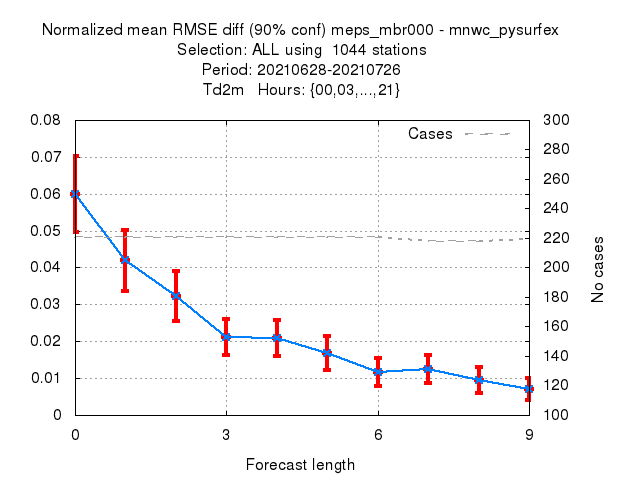 Normalized mean RMSE diff (90% conf) meps_mbr000 - mnwc_pysurfex
Selection: ALL using  1044 stations
Period: 20210628-20210726
Td2m   Hours: {00,03,...,21}
Cases
0.08
0.07
0.06
0.05
0.04
0.03
0.02
0.01
0
300
280
260
240
220
200
180
160
140
120
100
No cases
0 3 6 9
Forecast length